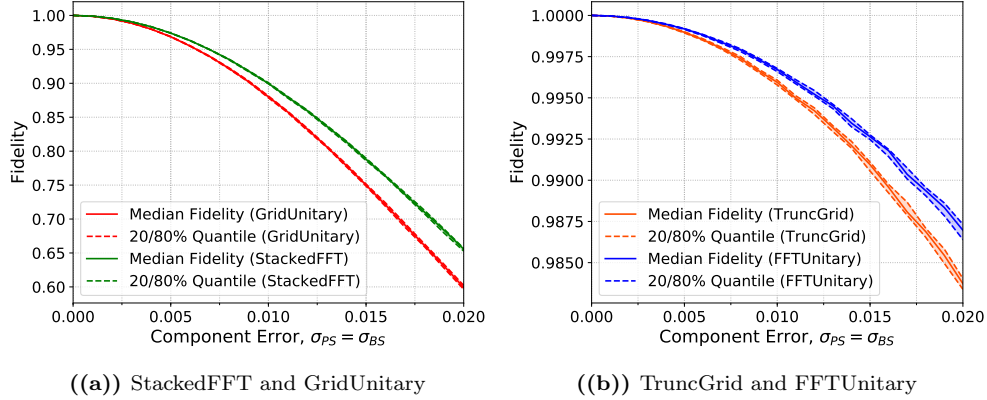 1.00
0.95
0.90
0.85
0.80
0.75
0.70
0.65
0.60
Fidelity
Median Fidelity (GridUnitary)
20/80% Quantile (GridUnitary)
Median Fidelity (StackedFFT)
20/80% Quantile (StackedFFT)
0.000
0.005
0.010
0.015
0.020
Component Error, σ_PS = σ_BS
((a)) StackedFFT and GridUnitary
1.0000
0.9975
0.9950
0.9925
0.9900
0.9875
0.9850
Fidelity
Median Fidelity (TruncGrid)
20/80% Quantile (TruncGrid)
Median Fidelity (FFTUnitary)
20/80% Quantile (FFTUnitary)
0.000
0.005
0.010
0.015
0.020
Component Error, σ_PS = σ_BS
((b)) TruncGrid and FFTUnitary